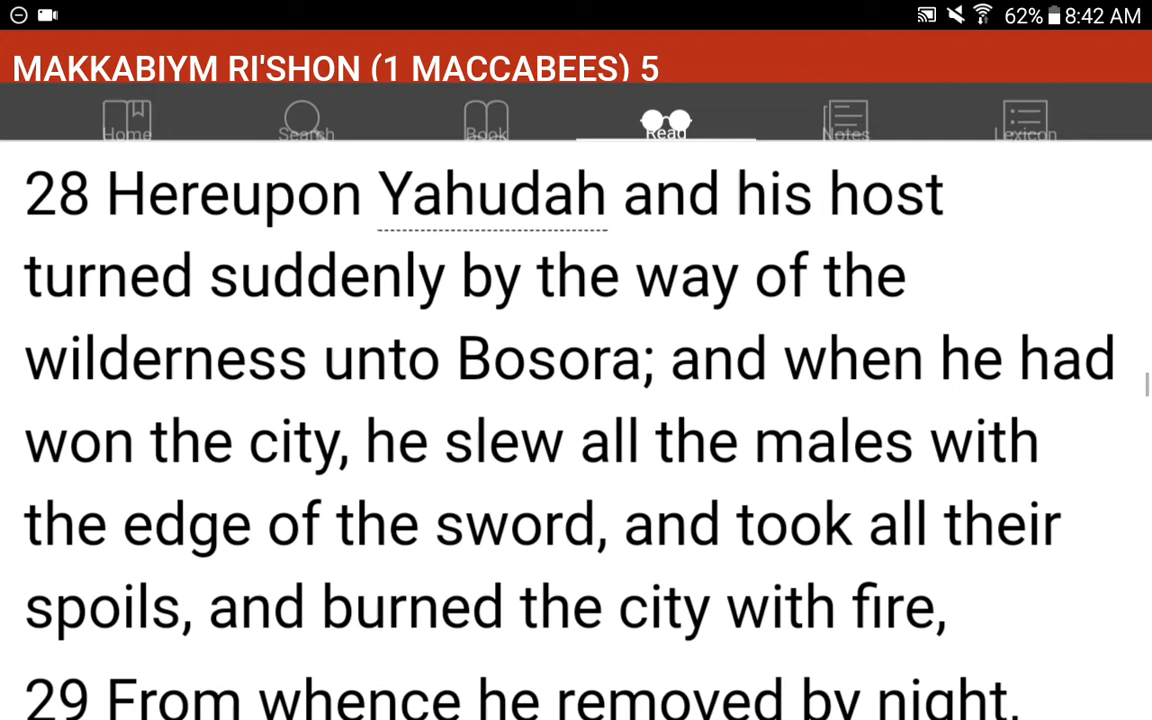 62% 8:42 AM
MAKKABIYM RI'SHON (1 MACCABEES) 5
Home Search Book Read Notes Lexicon
28 Hereupon Yahudah and his host
turned suddenly by the way of the
wilderness unto Bosora; and when he had
won the city, he slew all the males with
the edge of the sword, and took all their
spoils, and burned the city with fire,
29 From whence he removed by night,